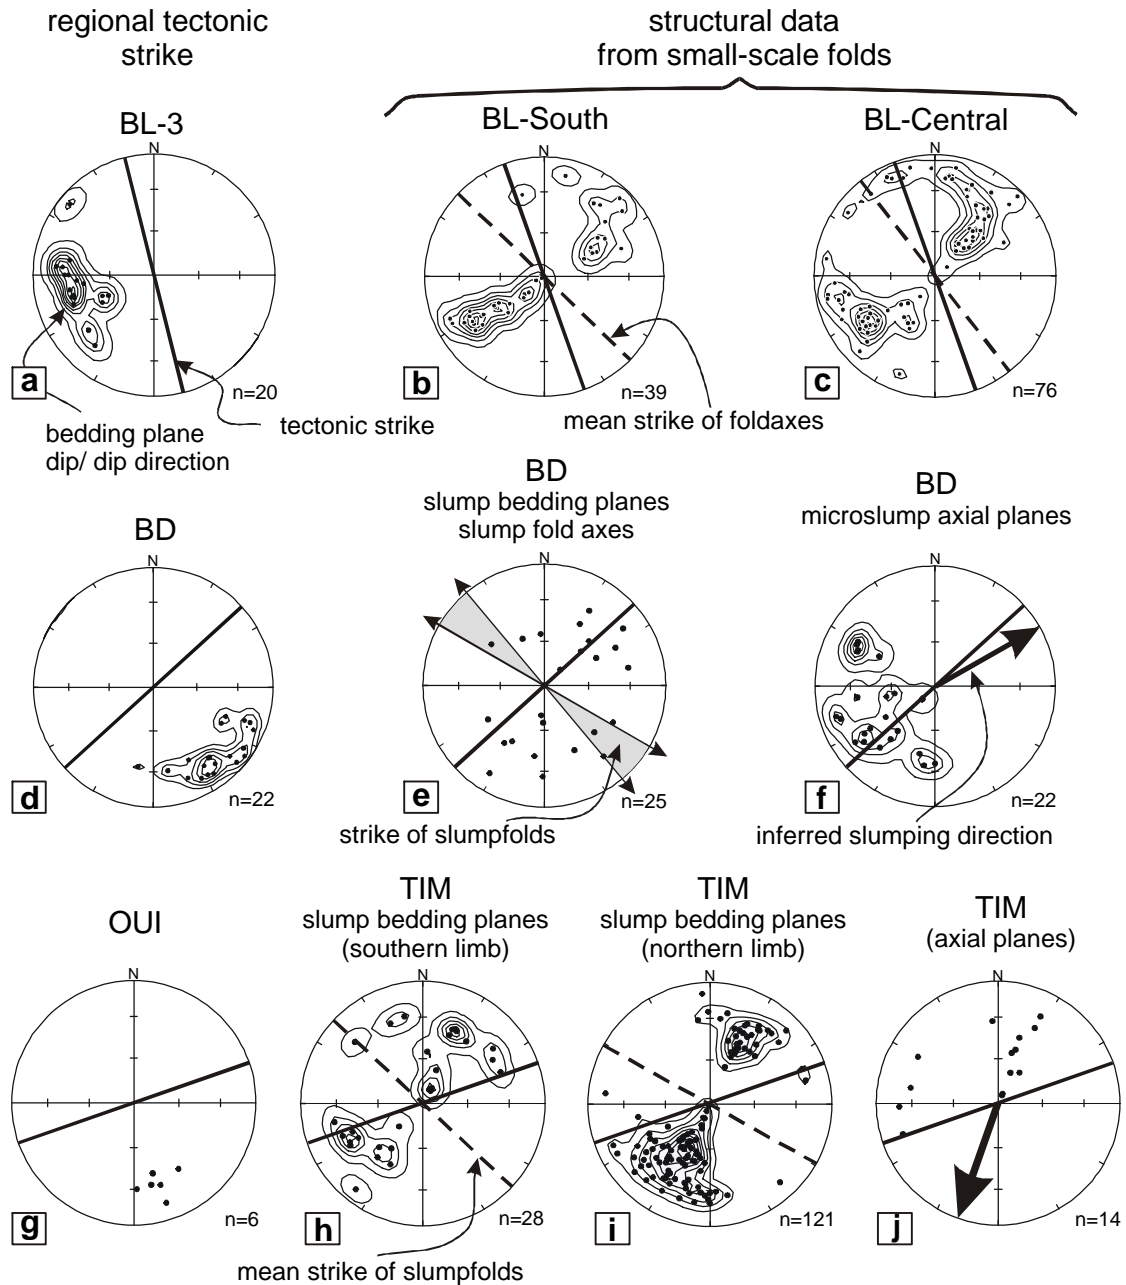 regional tectonic
strike
structural data
from small-scale folds
BL-3
BL-South
BL-Central
N
N
N
a
n=20
b
n=39
c
n=76
bedding plane
dip/ dip direction
tectonic strike
mean strike of foldaxes
BD
BD
slump bedding planes
slump fold axes
BD
microslump axial planes
N
N
N
d
n=22
e
n=25
f
n=22
strike of slumpfolds
inferred slumping direction
OUI
TIM
slump bedding planes
(southern limb)
TIM
slump bedding planes
(northern limb)
TIM
(axial planes)
N
N
N
N
g
n=6
h
n=28
i
n=121
j
n=14
mean strike of slumpfolds